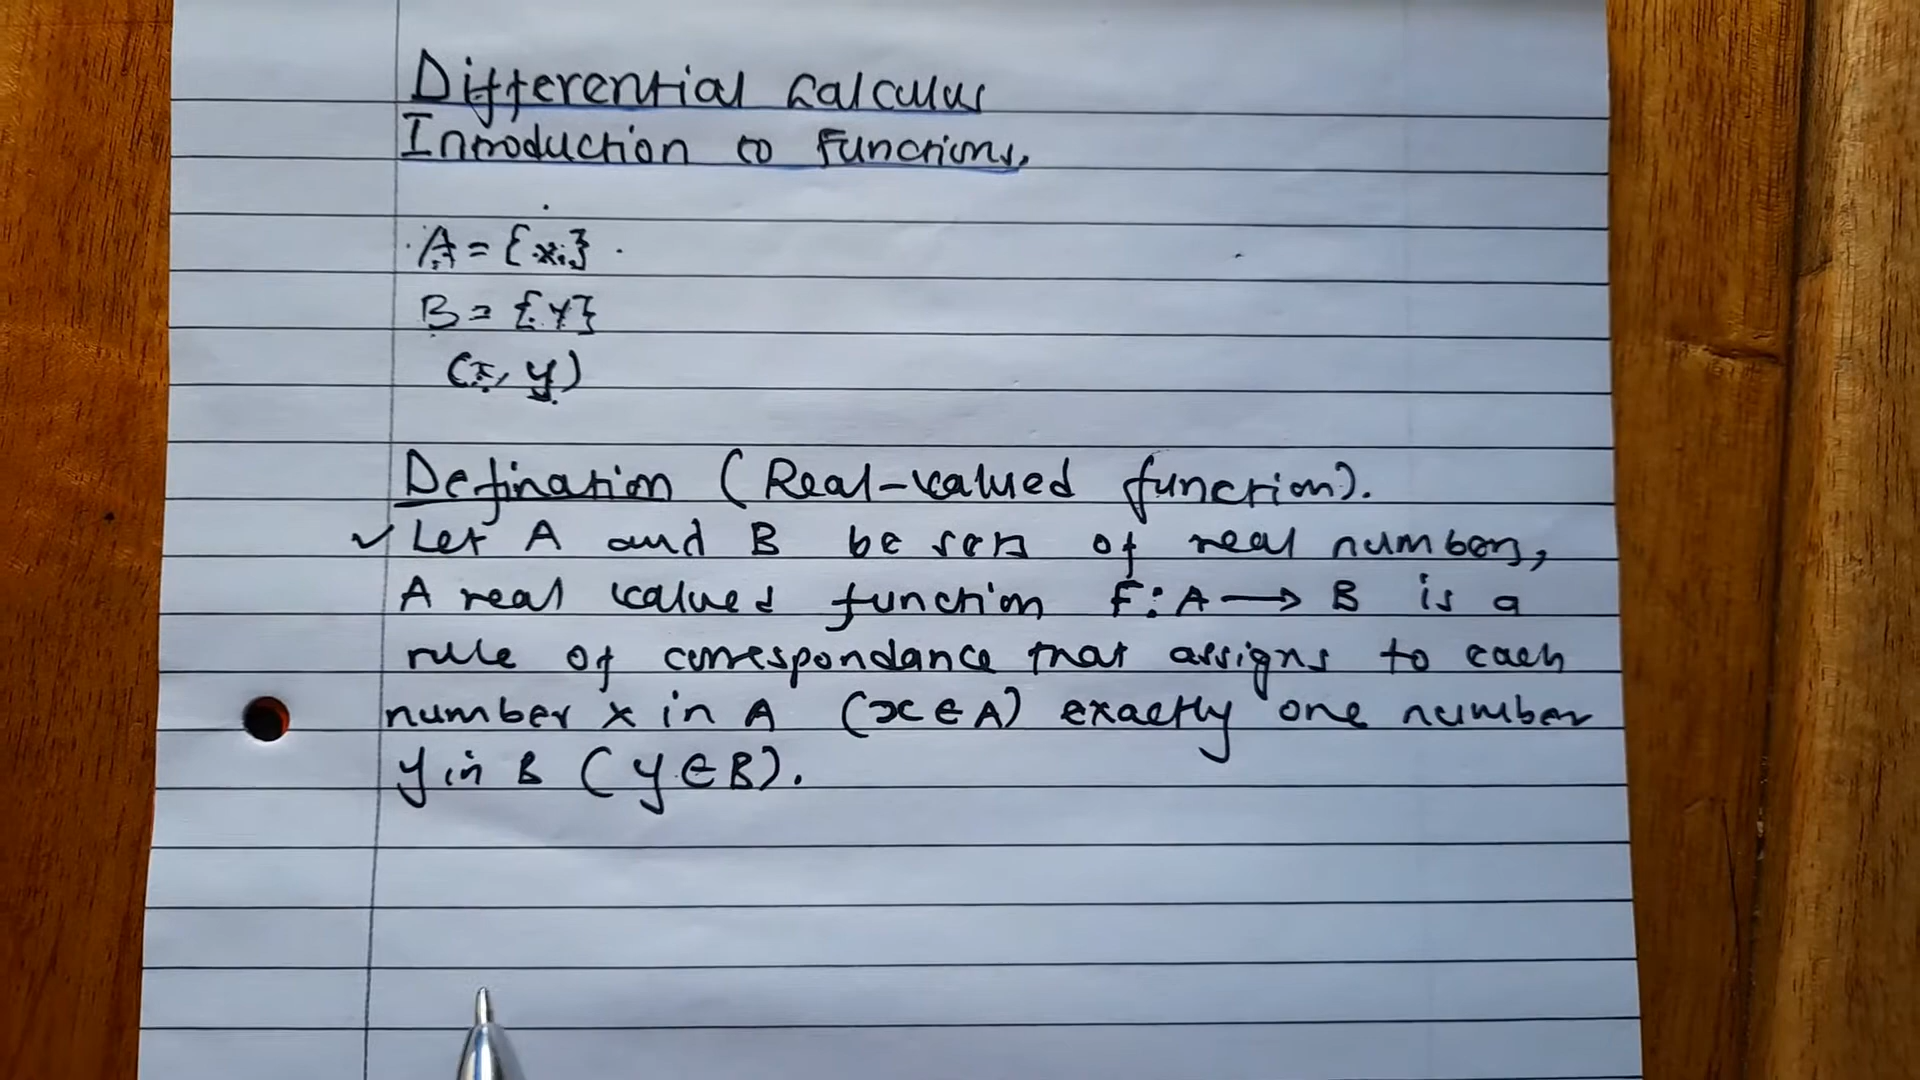 Differential Calculus
Introduction to Functions.
A = {x}
B = {Y}
(x, y)
Defination (Real-valued function).
✓ Let A and B be sets of real numbers,
A real valued function F: A → B is a
rule of correspondance that assigns to each
number x in A (x ∈ A) exactly one number
y in B (y ∈ B).